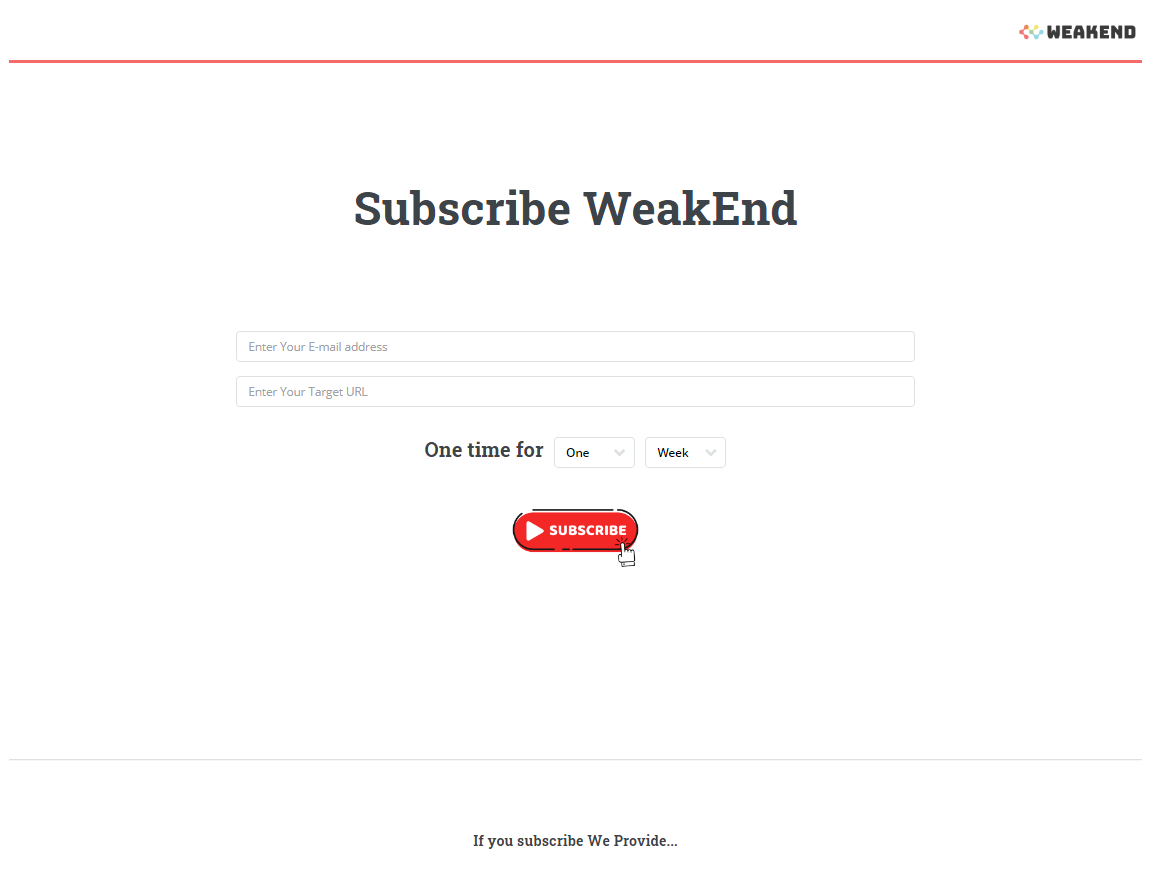 WEAKEND
Subscribe WeakEnd
Enter Your E-mail address
Enter Your Target URL
One time for One Week
SUBSCRIBE
If you subscribe We Provide...